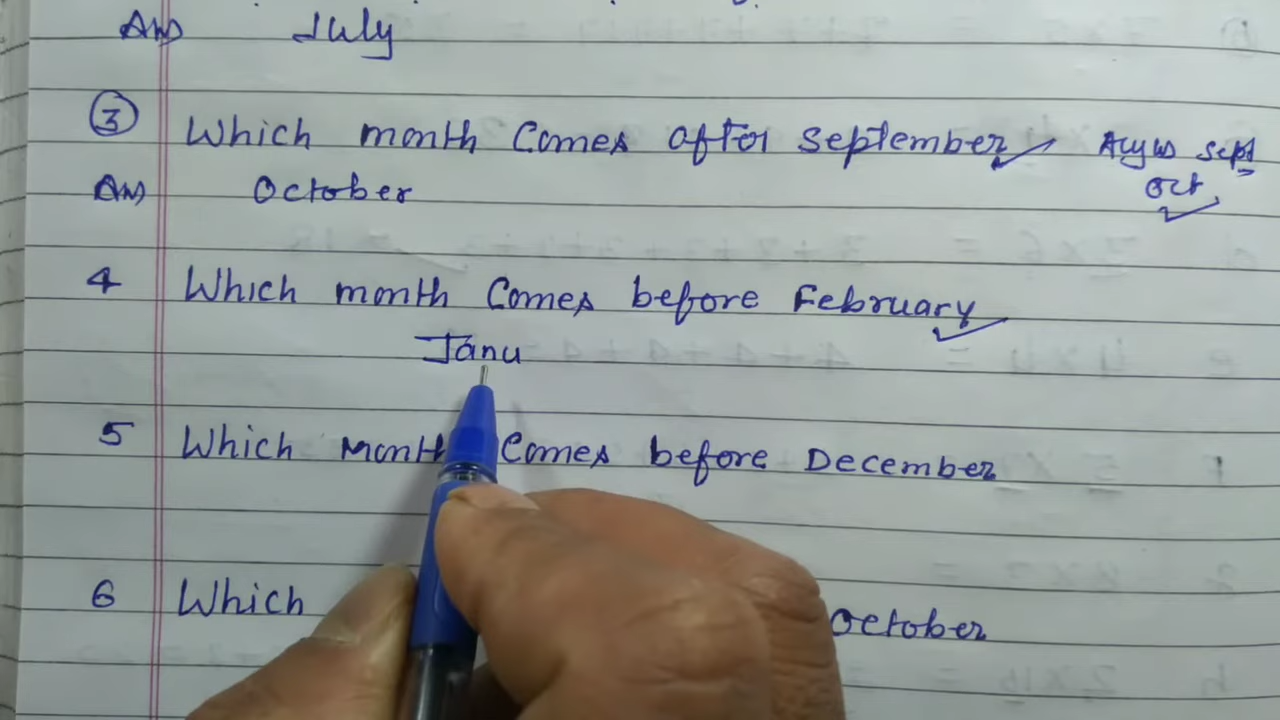 Ans July
3 Which month Comes after september Augus sept
Ans October oct
4 Which month Comes before February
Janu
5 Which Month Comes before December
6 Which October